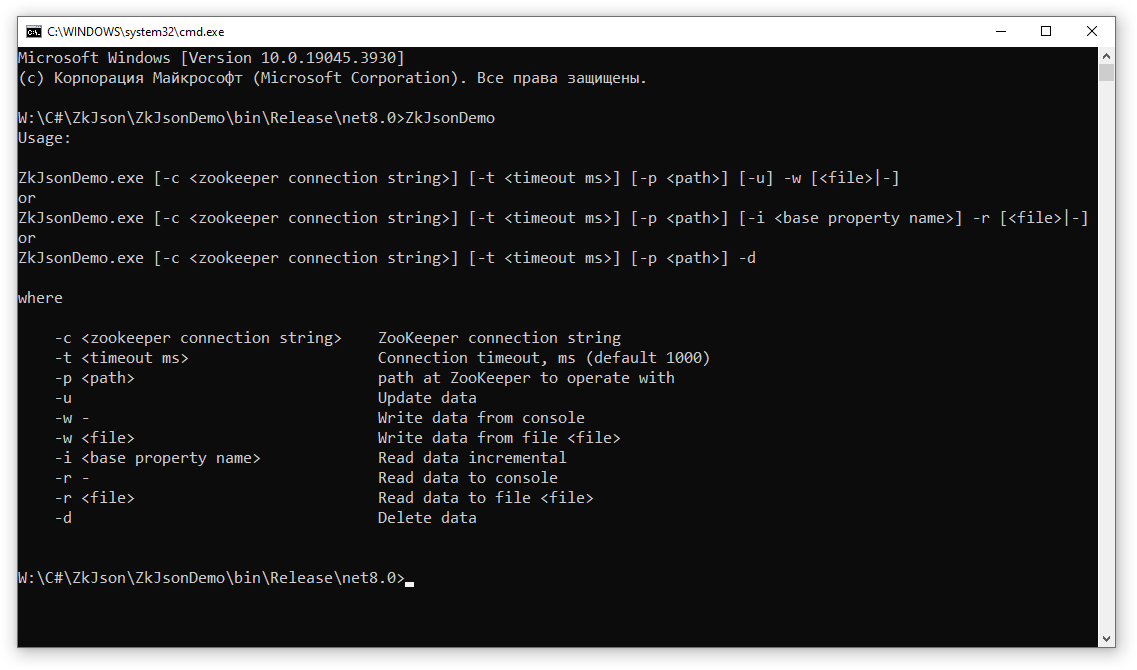 C:\WINDOWS\system32\cmd.exe
Microsoft Windows [Version 10.0.19045.3930]
(c) Корпорация Майкрософт (Microsoft Corporation). Все права защищены.
W:\C#\ZkJson\ZkJsonDemo\bin\Release\net8.0>ZkJsonDemo
Usage:
ZkJsonDemo.exe [-c <zookeeper connection string>] [-t <timeout ms>] [-p <path>] [-u] -w [<file>|-]
or
ZkJsonDemo.exe [-c <zookeeper connection string>] [-t <timeout ms>] [-p <path>] [-i <base property name>] -r [<file>|-]
or
ZkJsonDemo.exe [-c <zookeeper connection string>] [-t <timeout ms>] [-p <path>] -d
where
-c <zookeeper connection string>    ZooKeeper connection string
-t <timeout ms>                     Connection timeout, ms (default 1000)
-p <path>                           path at ZooKeeper to operate with
-u                                  Update data
-w -                                Write data from console
-w <file>                           Write data from file <file>
-i <base property name>             Read data incremental
-r -                                Read data to console
-r <file>                           Read data to file <file>
-d                                  Delete data
W:\C#\ZkJson\ZkJsonDemo\bin\Release\net8.0>